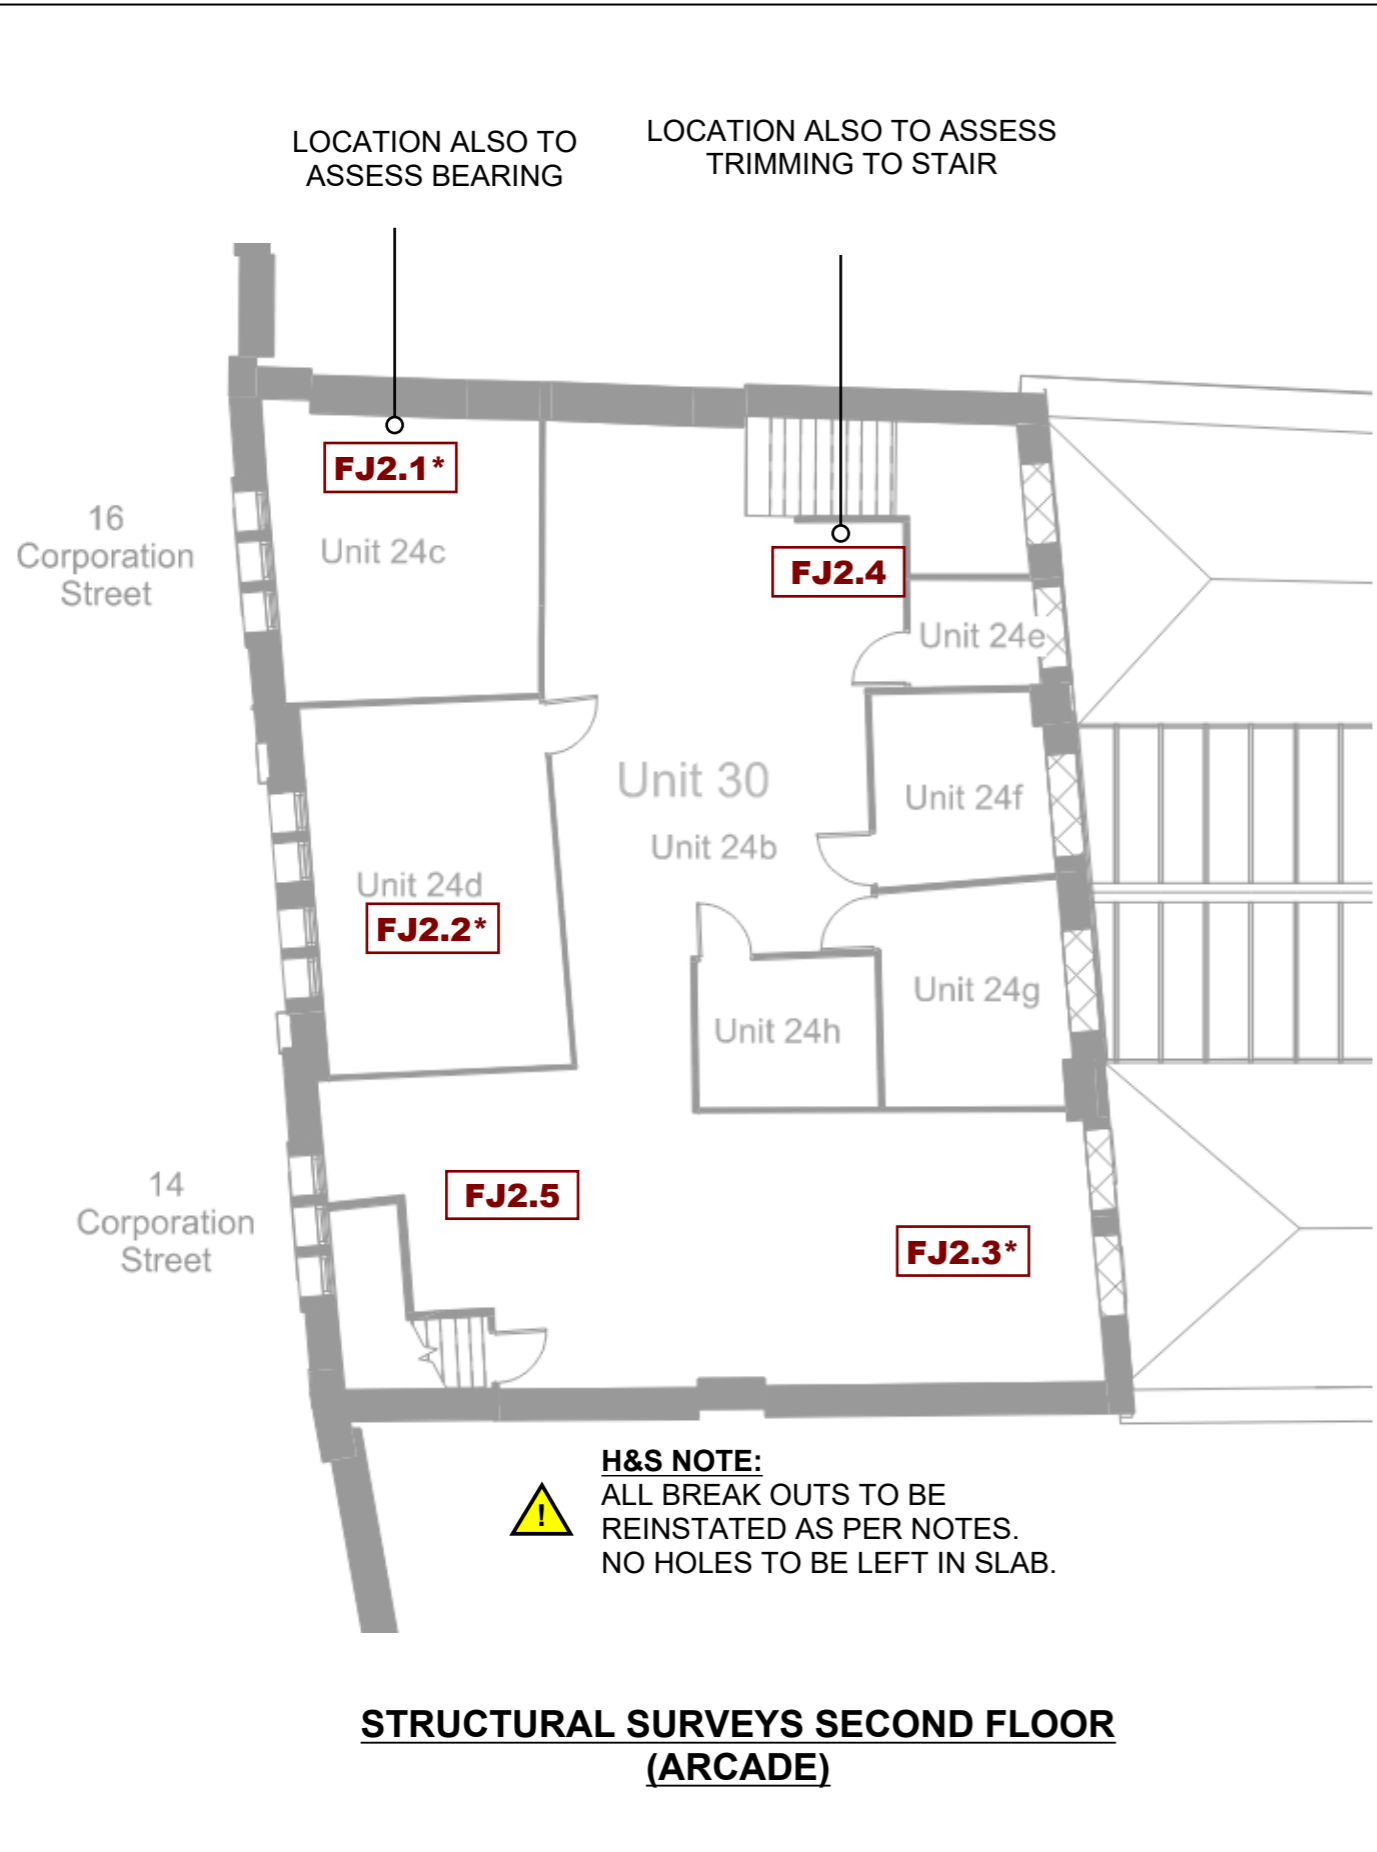 LOCATION ALSO TO
ASSESS BEARING
LOCATION ALSO TO ASSESS
TRIMMING TO STAIR
FJ2.1*
16
Corporation
Street
Unit 24c
FJ2.4
Unit 24e
Unit 30
Unit 24f
Unit 24b
Unit 24d
FJ2.2*
Unit 24g
Unit 24h
14
Corporation
Street
FJ2.5
FJ2.3*
H&S NOTE:
!
ALL BREAK OUTS TO BE
REINSTATED AS PER NOTES.
NO HOLES TO BE LEFT IN SLAB.
STRUCTURAL SURVEYS SECOND FLOOR
(ARCADE)